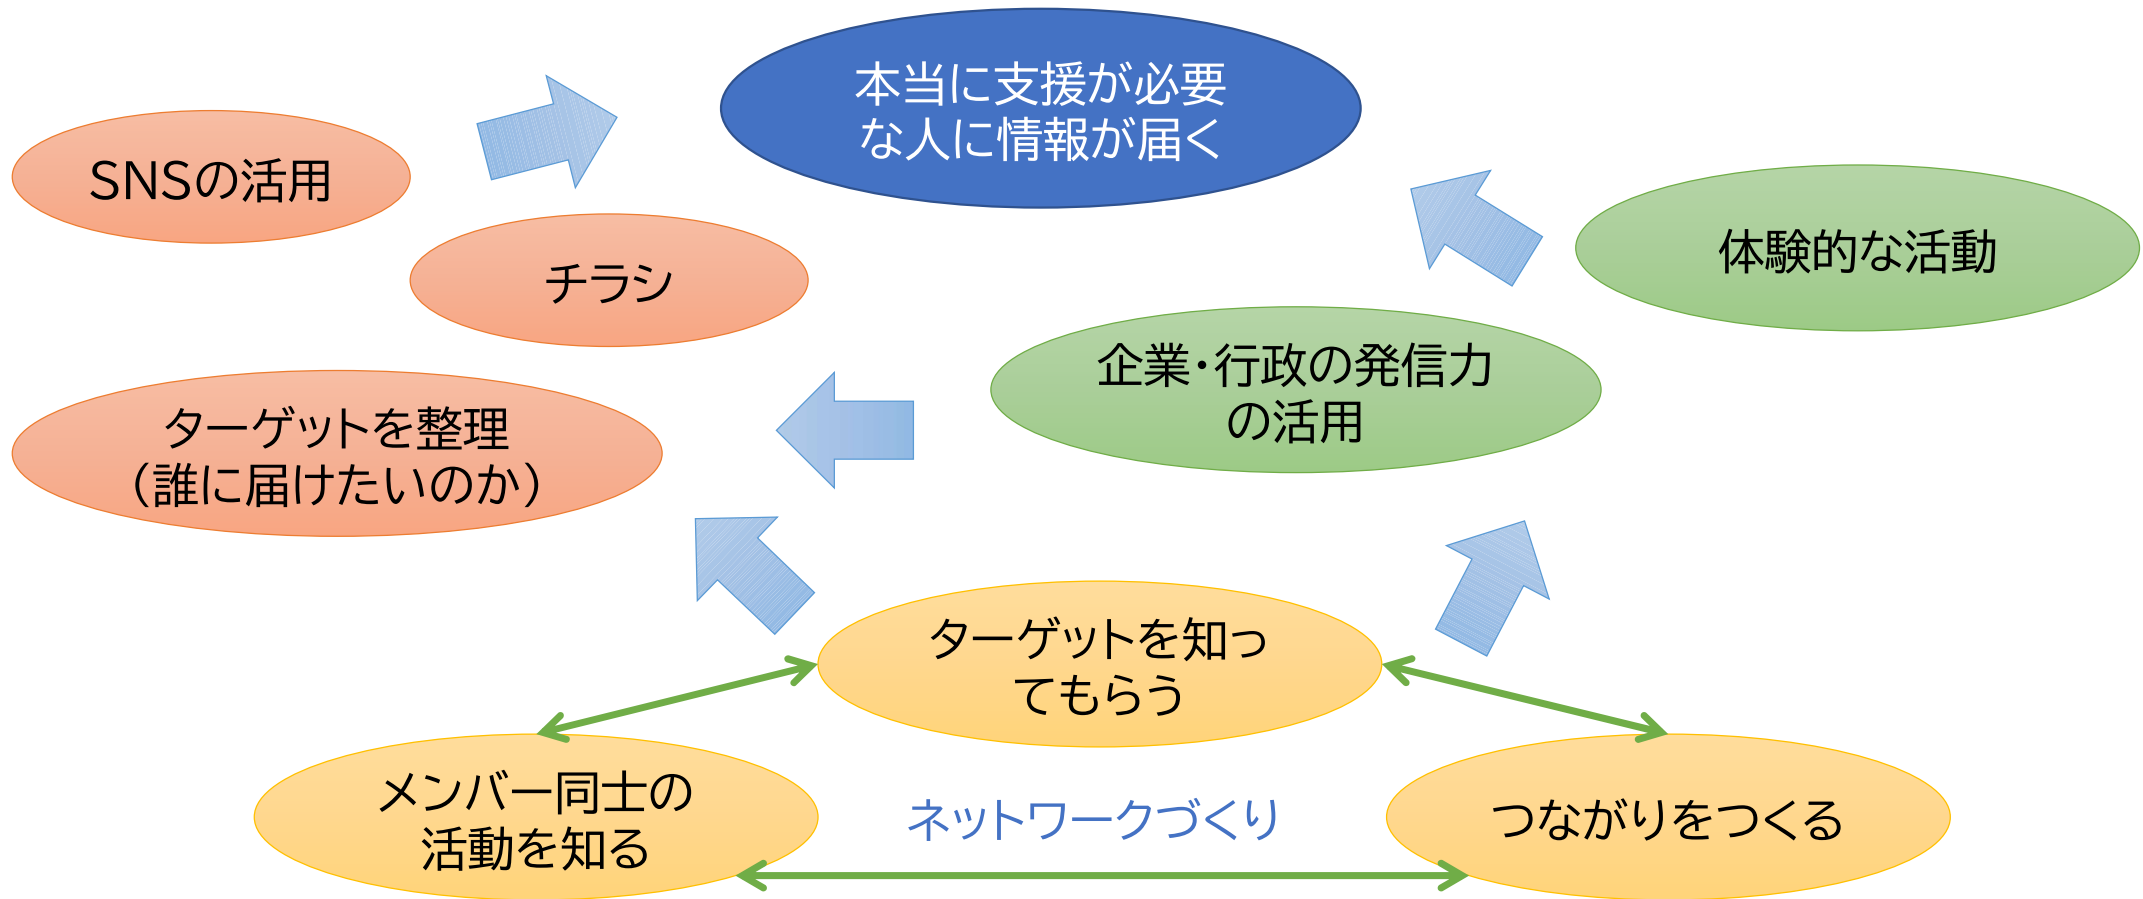 本当に支援が必要
な人に情報が届く
SNSの活用
チラシ
体験的な活動
企業・行政の発信力
の活用
ターゲットを整理
（誰に届けたいのか）
ターゲットを知っ
てもらう
メンバー同士の
活動を知る
ネットワークづくり
つながりをつくる